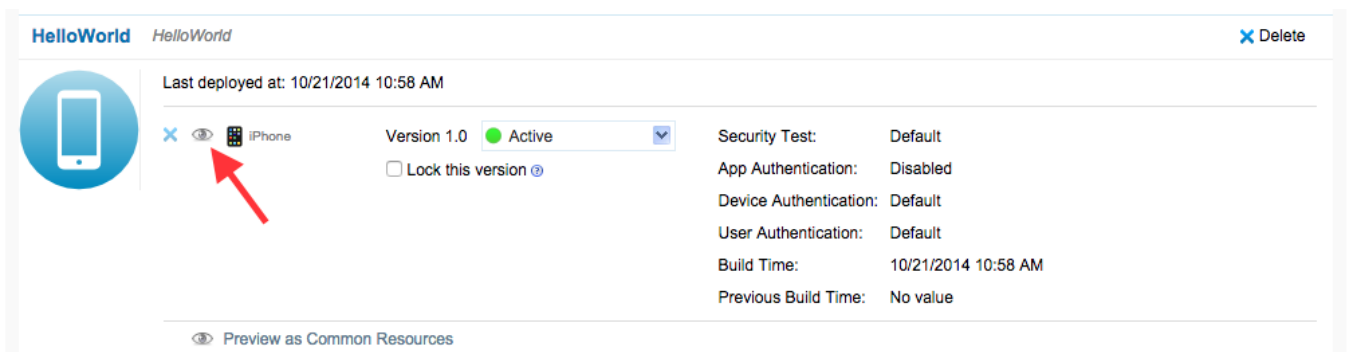 HelloWorld HelloWorld Delete
Last deployed at: 10/21/2014 10:58 AM
iPhone Version 1.0 Active Security Test: Default
Lock this version App Authentication: Disabled
Device Authentication: Default
User Authentication: Default
Build Time: 10/21/2014 10:58 AM
Previous Build Time: No value
Preview as Common Resources